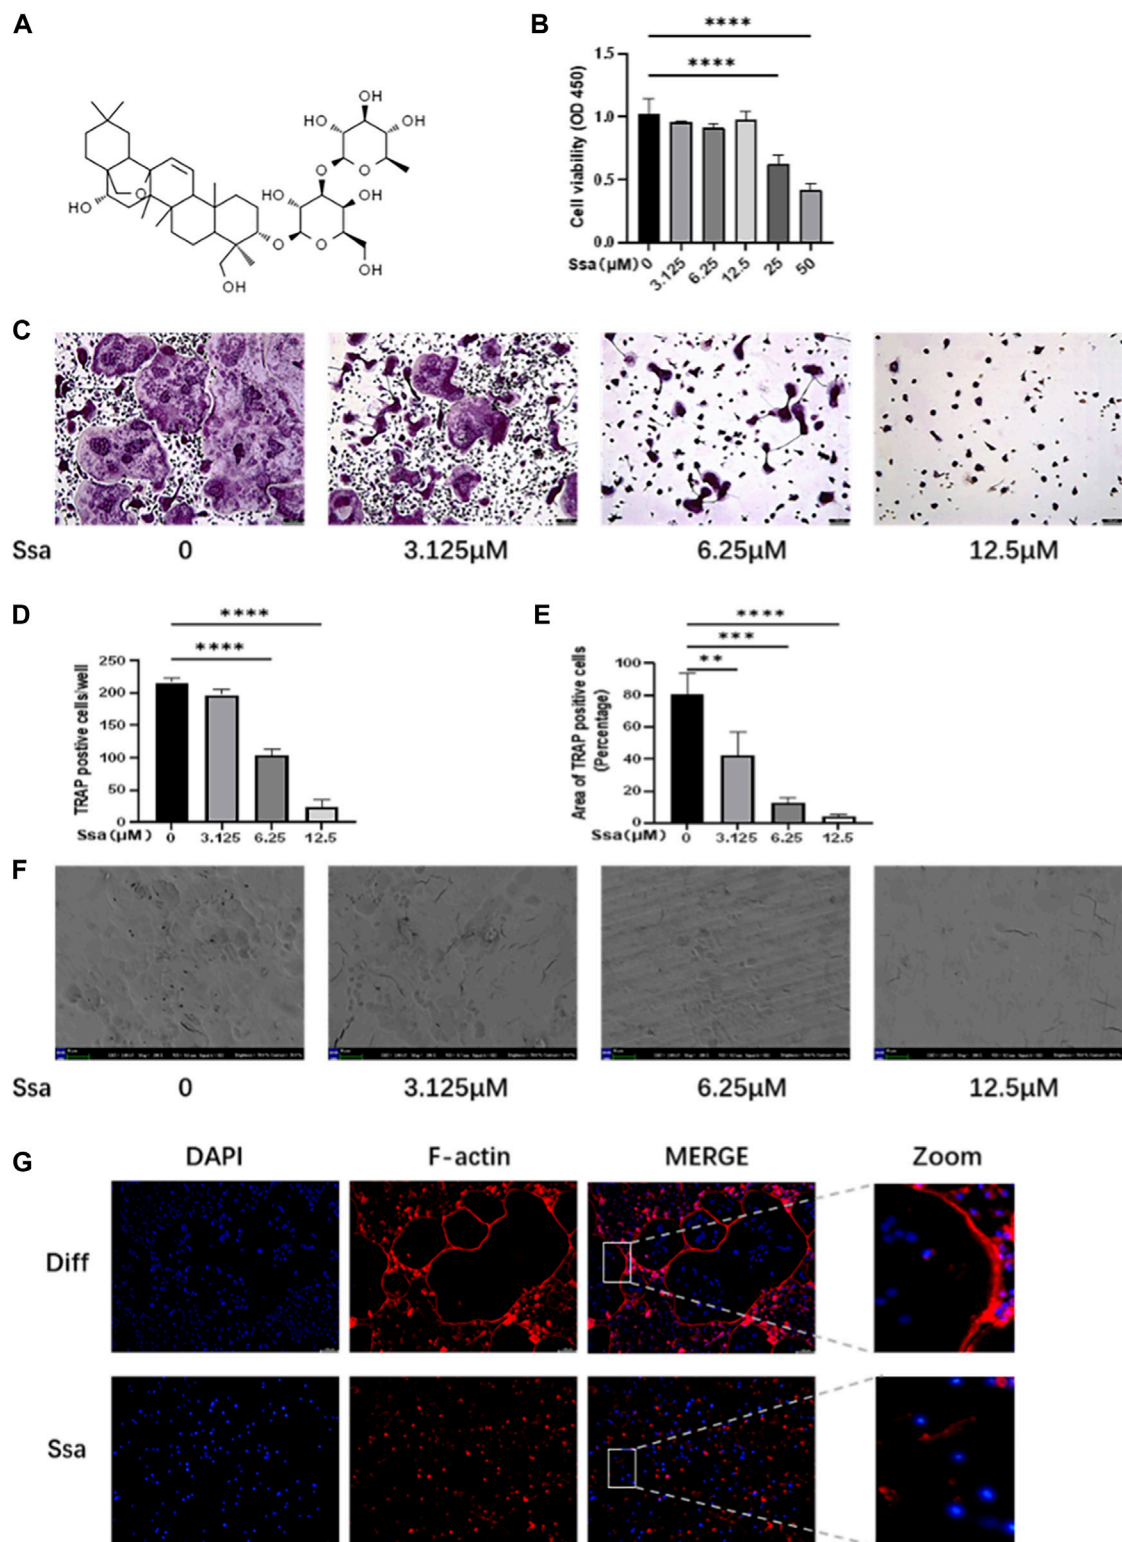 A
OH
HO
OH
O
O
O
HO
OH
O
HO
O
O
OH
OH
B
****
****
Cell viability (OD 450)
1.5
1.0
0.5
0.0
Ssa(μM) 0 3.125 6.25 12.5 25 50
C
Ssa 0 3.125μM 6.25μM 12.5μM
D
****
****
TRAP postive cells/well
250
200
150
100
50
0
Ssa(μM) 0 3.125 6.25 12.5
E
****
***
**
Area of TRAP positive cells
(Percentage)
100
80
60
40
20
0
Ssa(μM) 0 3.125 6.25 12.5
F
Ssa 0 3.125μM 6.25μM 12.5μM
G
DAPI F-actin MERGE Zoom
Diff
Ssa